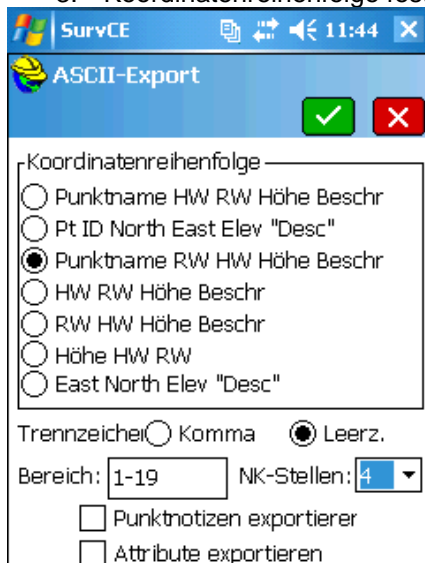 SurvCE 11:44
ASCII-Export
Koordinatenreihenfolge
Punktname HW RW Höhe Beschr
Pt ID North East Elev "Desc"
Punktname RW HW Höhe Beschr
HW RW Höhe Beschr
RW HW Höhe Beschr
Höhe HW RW
East North Elev "Desc"
Trennzeichen Komma Leerz.
Bereich: 1-19 NK-Stellen: 4
Punktnotizen exportierer
Attribute exportieren